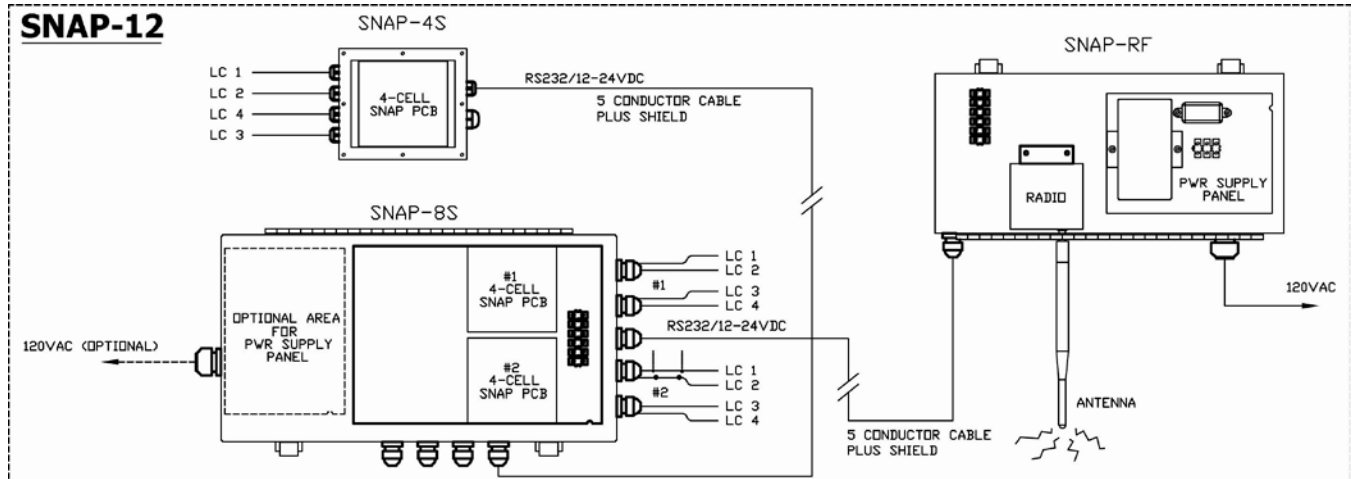 SNAP-12
SNAP-4S
LC 1
LC 2
LC 4
LC 3
4-CELL
SNAP PCB
RS232/12-24VDC
5 CONDUCTOR CABLE
PLUS SHIELD
SNAP-RF
RADIO
PWR SUPPLY
PANEL
120VAC
ANTENNA
SNAP-8S
OPTIONAL AREA
FOR
PWR SUPPLY
PANEL
120VAC (OPTIONAL)
#1
4-CELL
SNAP PCB
#2
4-CELL
SNAP PCB
LC 1
LC 2
#1
LC 3
LC 4
RS232/12-24VDC
LC 1
LC 2
#2
LC 3
LC 4
5 CONDUCTOR CABLE
PLUS SHIELD